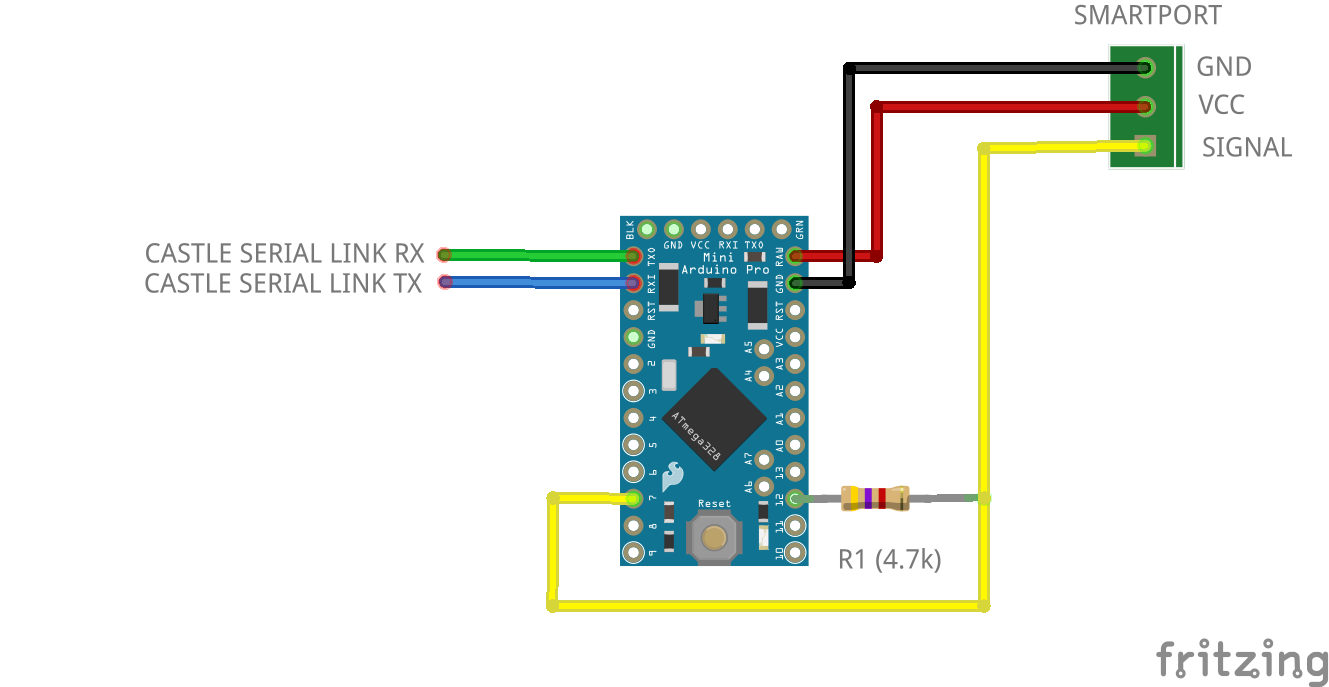 SMARTPORT
GND
VCC
SIGNAL
CASTLE SERIAL LINK RX
CASTLE SERIAL LINK TX
BLK
GND VCC RXI TXO
GRN
Mini
Arduino Pro
TXO
RXI
RST
GND
2
3
4
5
6
7
8
9
RAW
GND
RST
VCC
A3
A2
A1
A0
13
12
11
10
A5
A4
A7
A6
ATmega328
Reset
R1 (4.7k)
fritzing